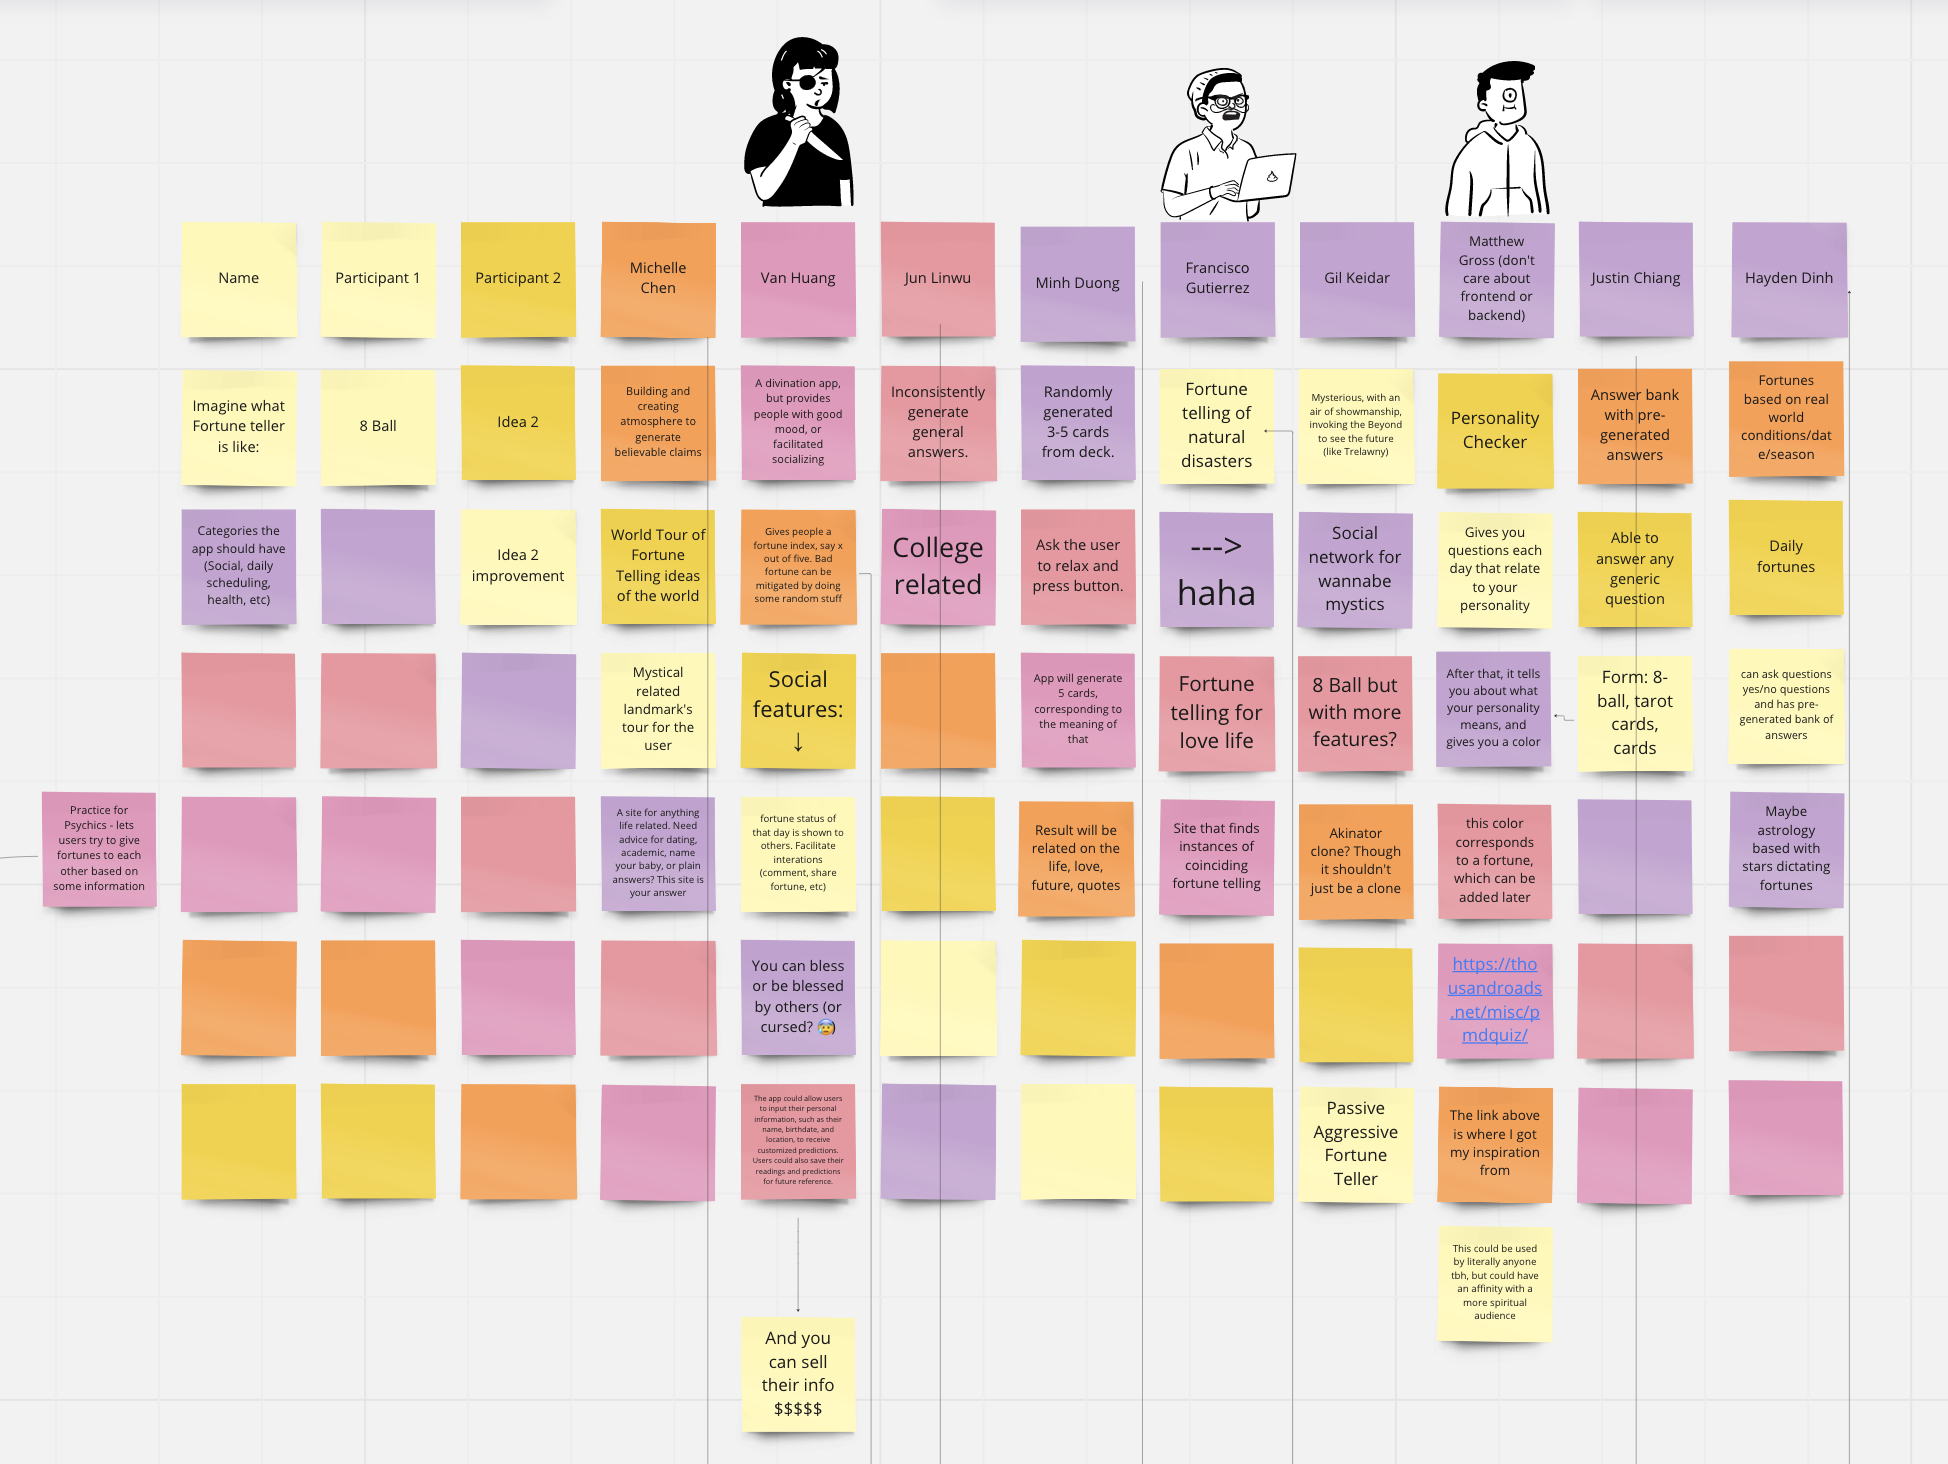 Name
Participant 1
Participant 2
Michelle
Chen
Van Huang
Jun Linwu
Minh Duong
Francisco
Gutierrez
Gil Keidar
Matthew
Gross (don't
care about
frontend or
backend)
Justin Chiang
Hayden Dinh
Imagine what
Fortune teller
is like:
8 Ball
Idea 2
Building and
creating
atmosphere to
generate
believable claims
A divination app,
but provides
people with good
mood, or
facilitated
socializing
Inconsistently
generate
general
answers.
Randomly
generated
3-5 cards
from deck.
Fortune
telling of
natural
disasters
Mysterious, with an
air of showmanship,
invoking the Beyond
to see the future
(like Trelawny)
Personality
Checker
Answer bank
with pre-
generated
answers
Fortunes
based on real
world
conditions/dat
e/season
Categories the
app should have
(Social, daily
scheduling,
health, etc)
Idea 2
improvement
World Tour of
Fortune
Telling ideas
of the world
Gives people a
fortune index, say x
out of five. Bad
fortune can be
mitigated by doing
some random stuff
College
related
Ask the user
to relax and
press button.
--->
haha
Social
network for
wannabe
mystics
Gives you
questions each
day that relate
to your
personality
Able to
answer any
generic
question
Daily
fortunes
Mystical
related
landmark's
tour for the
user
Social
features:
↓
App will generate
5 cards,
corresponding to
the meaning of
that
Fortune
telling for
love life
8 Ball but
with more
features?
After that, it tells
you about what
your personality
means, and
gives you a color
Form: 8-
ball, tarot
cards,
cards
can ask questions
yes/no questions
and has pre-
generated bank of
answers
Practice for
Psychics - lets
users try to give
fortunes to each
other based on
some information
A site for anything
life related. Need
advice for dating,
academic, name
your baby, or plain
answers? This site is
your answer
fortune status of
that day is shown to
others. Facilitate
interations
(comment, share
fortune, etc)
Result will be
related on the
life, love,
future, quotes
Site that finds
instances of
coinciding
fortune telling
Akinator
clone? Though
it shouldn't
just be a clone
this color
corresponds
to a fortune,
which can be
added later
Maybe
astrology
based with
stars dictating
fortunes
You can bless
or be blessed
by others (or
cursed? 😰
https://tho
usandroads
.net/misc/p
mdquiz/
The app could allow users
to input their personal
information, such as their
name, birthdate, and
location, to receive
customized predictions.
Users could also save their
readings and predictions
for future reference.
Passive
Aggressive
Fortune
Teller
The link above
is where I got
my inspiration
from
This could be used
by literally anyone
tbh, but could have
an affinity with a
more spiritual
audience
And you
can sell
their info
$$$$$